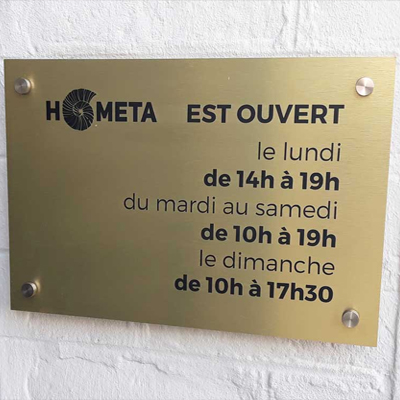 HOMETA EST OUVERT
le lundi
de 14h à 19h
du mardi au samedi
de 10h à 19h
le dimanche
de 10h à 17h30